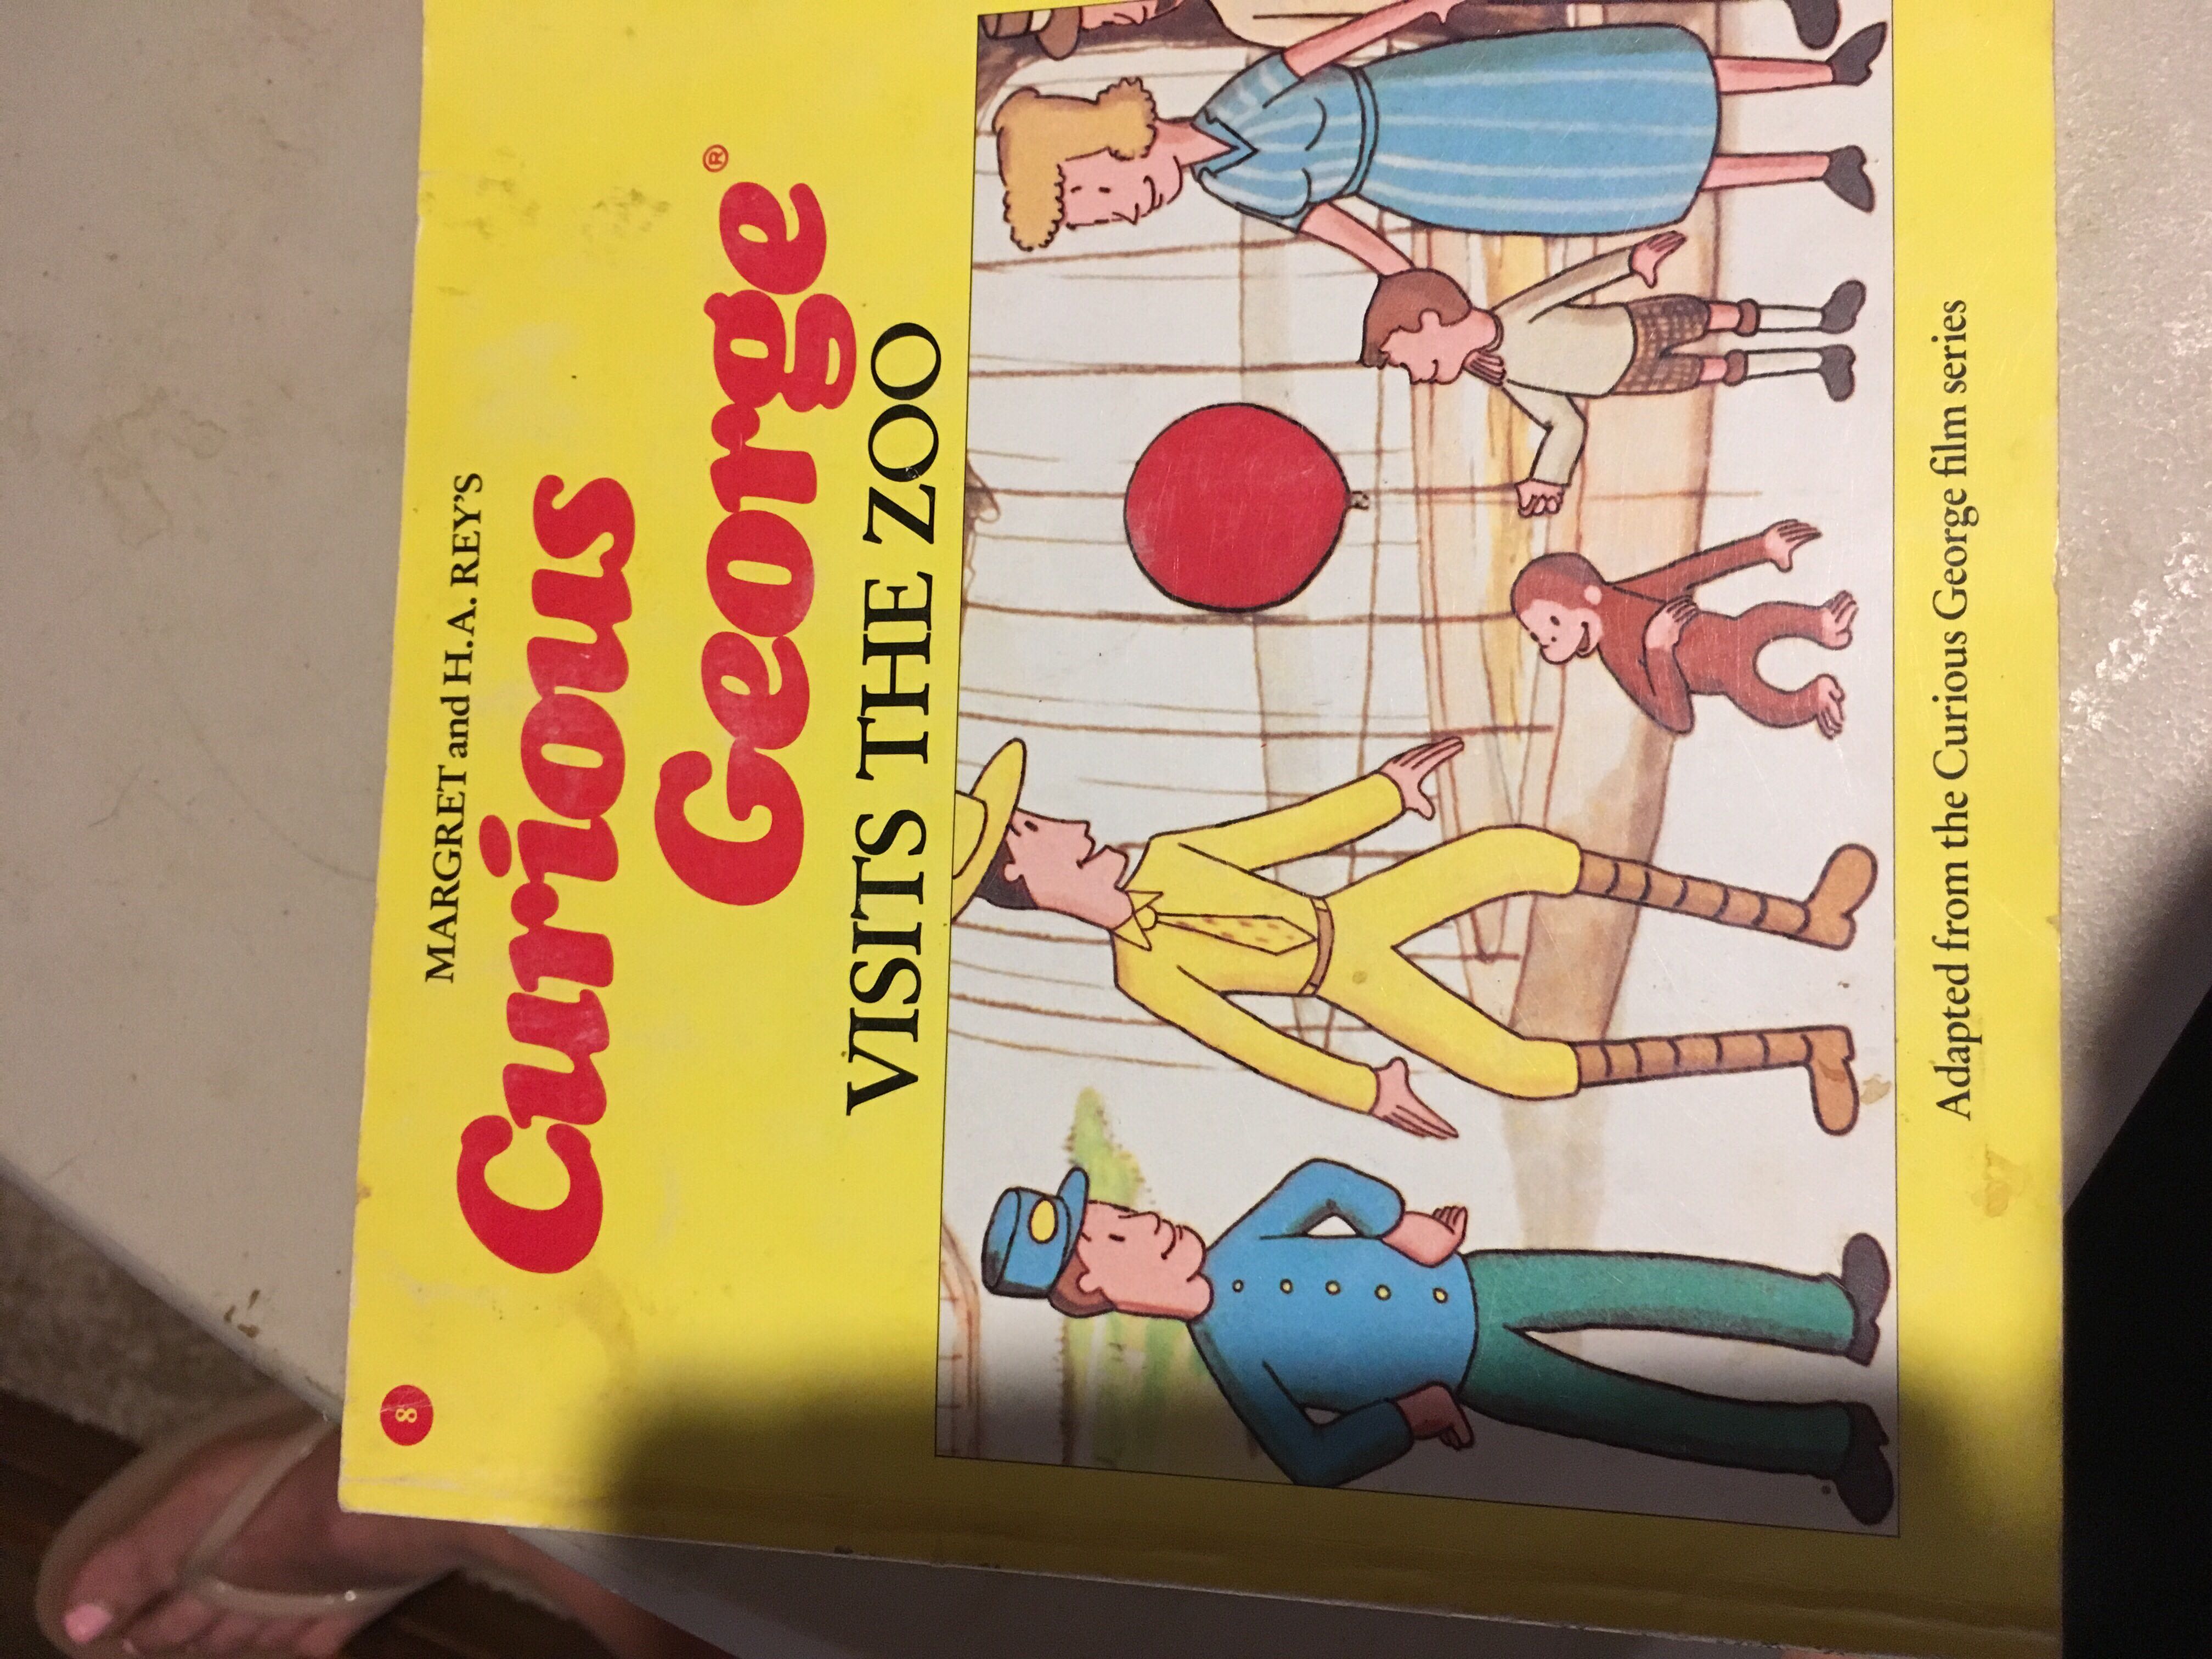 8
MARGRET and H.A. REY'S
Curious
George®
VISITS THE ZOO
Adapted from the Curious George film series